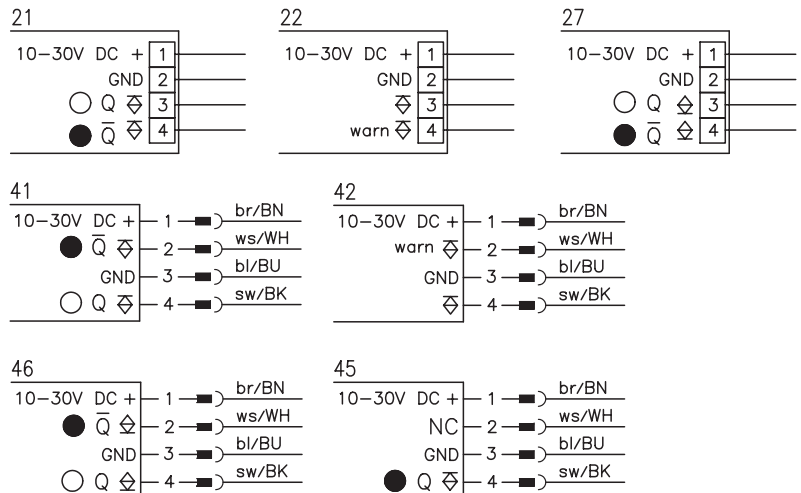 21
10-30V DC + 1
GND 2
Q 3
Q̅ 4
22
10-30V DC + 1
GND 2
3
warn 4
27
10-30V DC + 1
GND 2
Q 3
Q̅ 4
41
10-30V DC + 1 br/BN
Q̅ 2 ws/WH
GND 3 bl/BU
Q 4 sw/BK
42
10-30V DC + 1 br/BN
warn 2 ws/WH
GND 3 bl/BU
4 sw/BK
46
10-30V DC + 1 br/BN
Q̅ 2 ws/WH
GND 3 bl/BU
Q 4 sw/BK
45
10-30V DC + 1 br/BN
NC 2 ws/WH
GND 3 bl/BU
Q 4 sw/BK